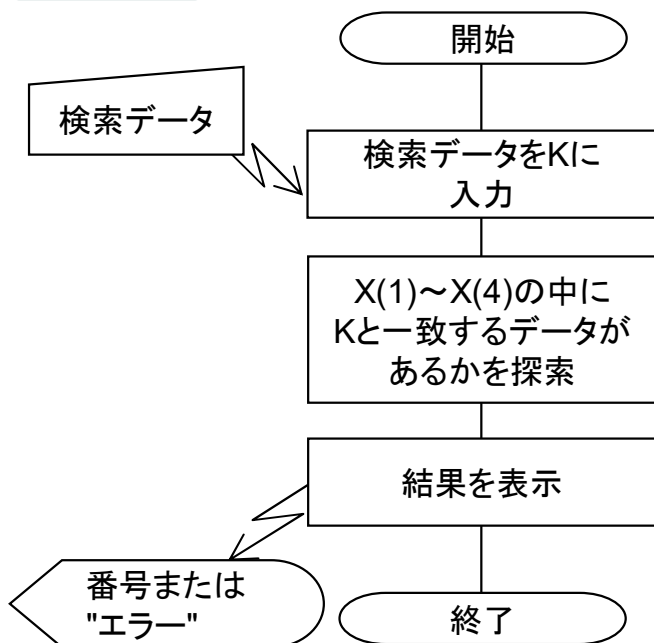 開始
検索データ
検索データをKに
入力
X(1)～X(4)の中に
Kと一致するデータが
あるかを探索
結果を表示
番号または
"エラー"
終了